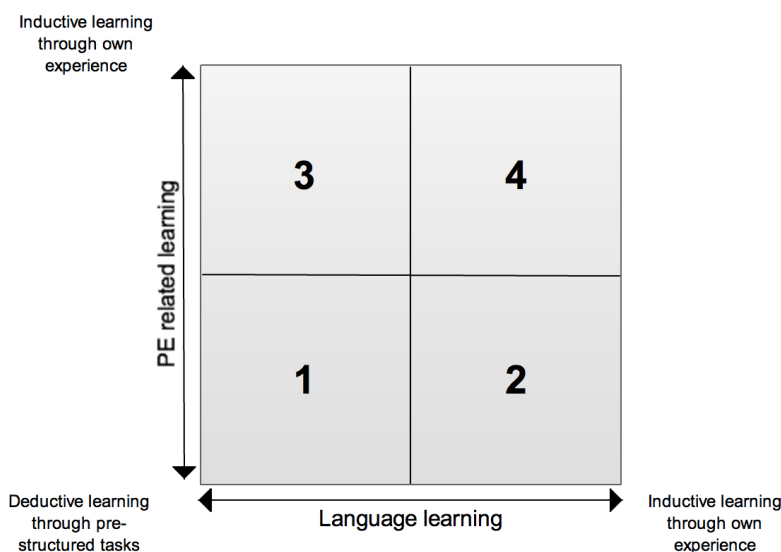 Inductive learning
through own
experience
3
4
PE related learning
1
2
Deductive learning
through pre-
structured tasks
Language learning
Inductive learning
through own
experience